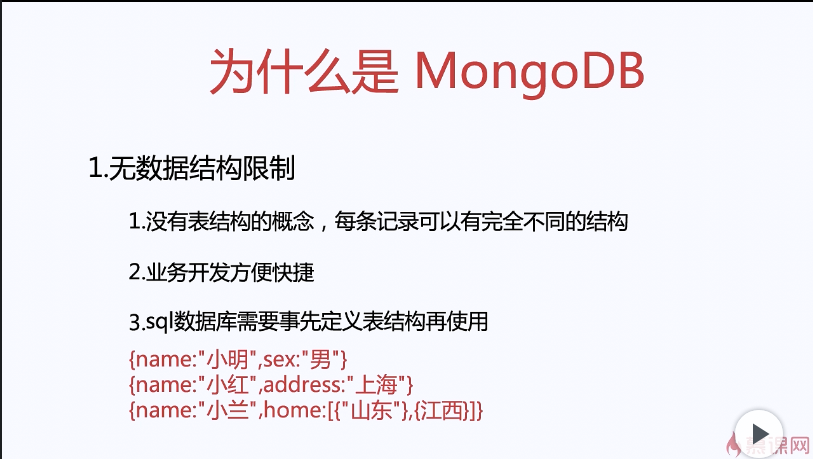 为什么是 MongoDB
1.无数据结构限制
1.没有表结构的概念，每条记录可以有完全不同的结构
2.业务开发方便快捷
3.sql数据库需要事先定义表结构再使用
{name:"小明",sex:"男"}
{name:"小红",address:"上海"}
{name:"小兰",home:[{"山东"},{江西}]}
慕课网